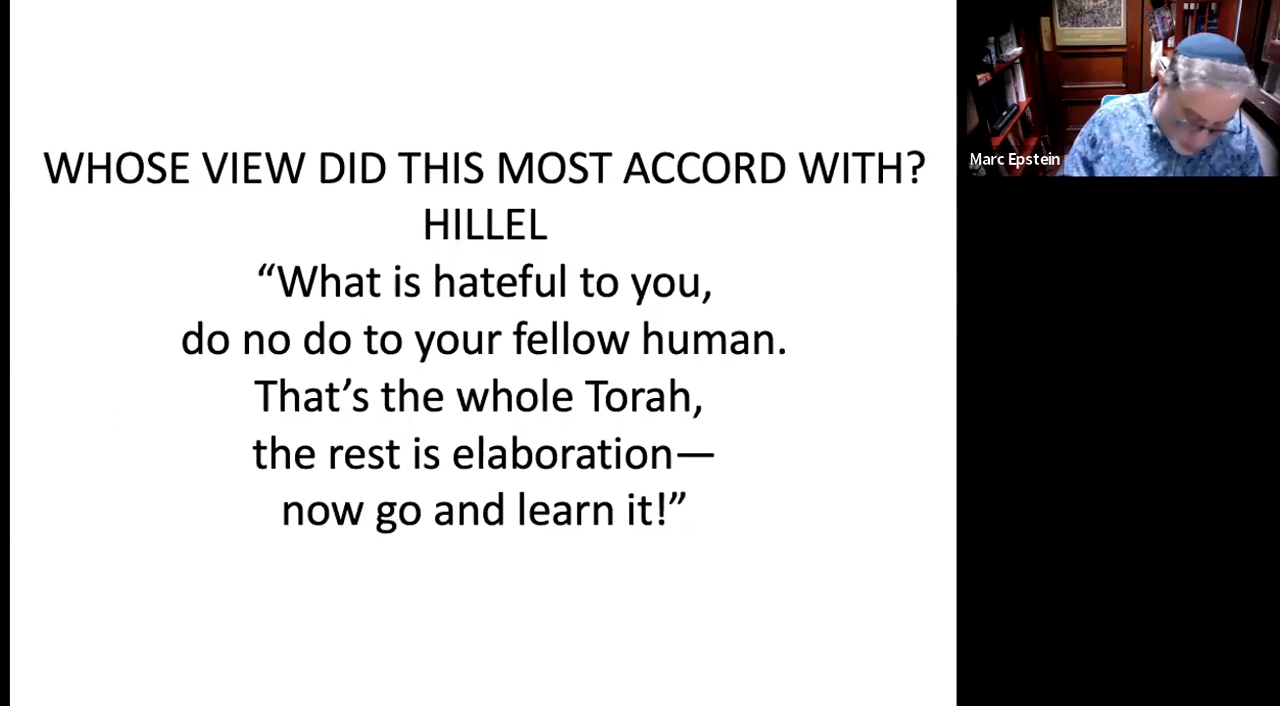 WHOSE VIEW DID THIS MOST ACCORD WITH?
HILLEL
“What is hateful to you,
do no do to your fellow human.
That’s the whole Torah,
the rest is elaboration—
now go and learn it!”
Marc Epstein